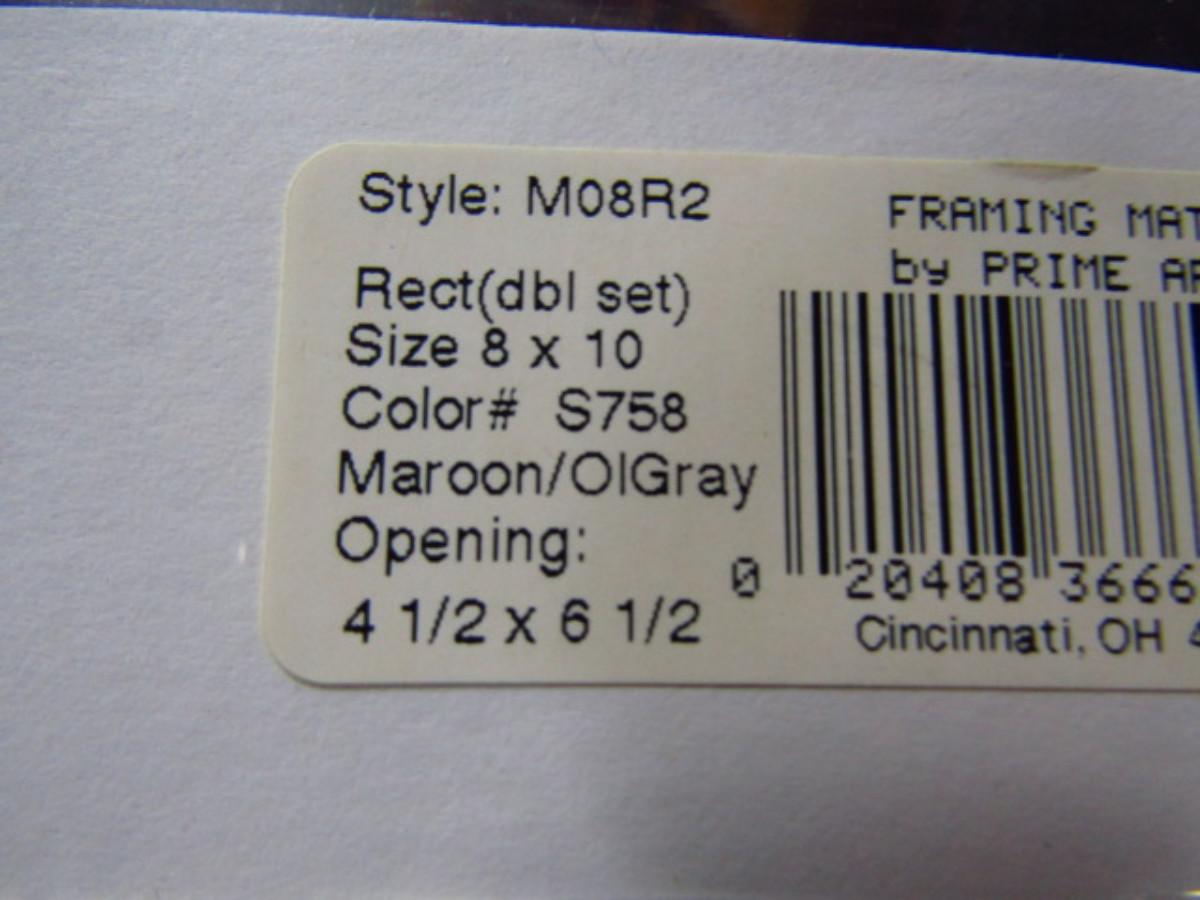 Style: M08R2
Rect(dbl set)
Size 8 x 10
Color# S758
Maroon/OlGray
Opening:
4 1/2 x 6 1/2
FRAMING MAT
by PRIME
0 20408 3666
Cincinnati, OH